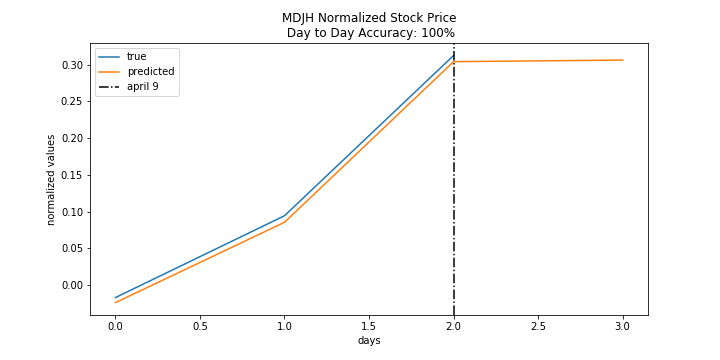 MDJH Normalized Stock Price
Day to Day Accuracy: 100%
true
predicted
april 9
normalized values
0.30
0.25
0.20
0.15
0.10
0.05
0.00
0.0 0.5 1.0 1.5 2.0 2.5 3.0
days